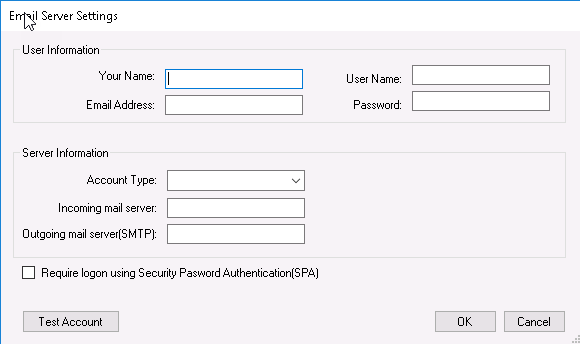 Email Server Settings
User Information
Your Name:
User Name:
Email Address:
Password:
Server Information
Account Type:
Incoming mail server:
Outgoing mail server(SMTP):
Require logon using Security Pasword Authentication(SPA)
Test Account
OK
Cancel